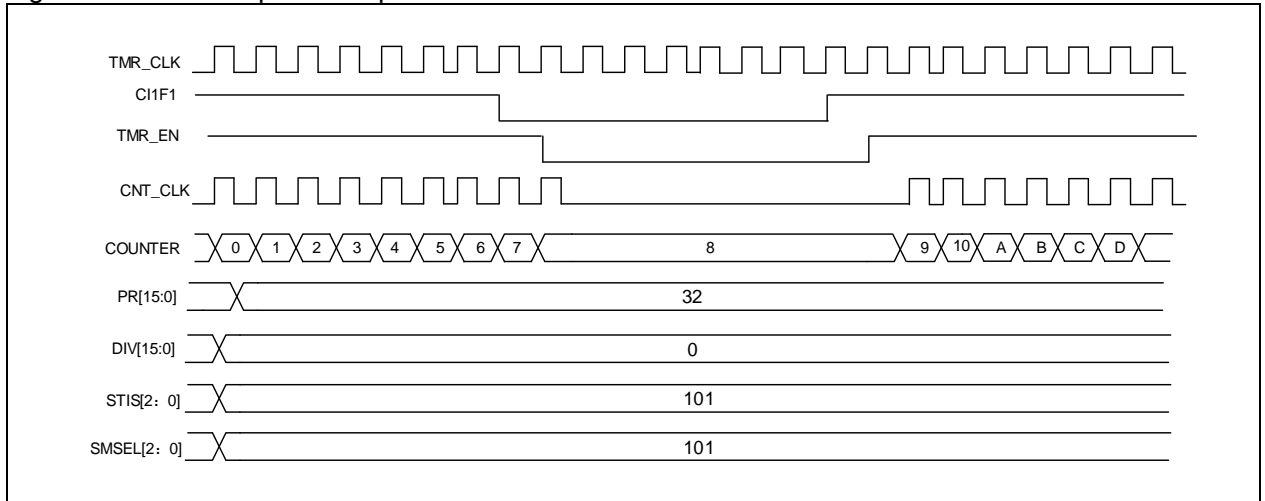 TMR_CLK
CI1F1
TMR_EN
CNT_CLK
COUNTER 0 1 2 3 4 5 6 7 8 9 10 A B C D
PR[15:0] 32
DIV[15:0] 0
STIS[2：0] 101
SMSEL[2：0] 101